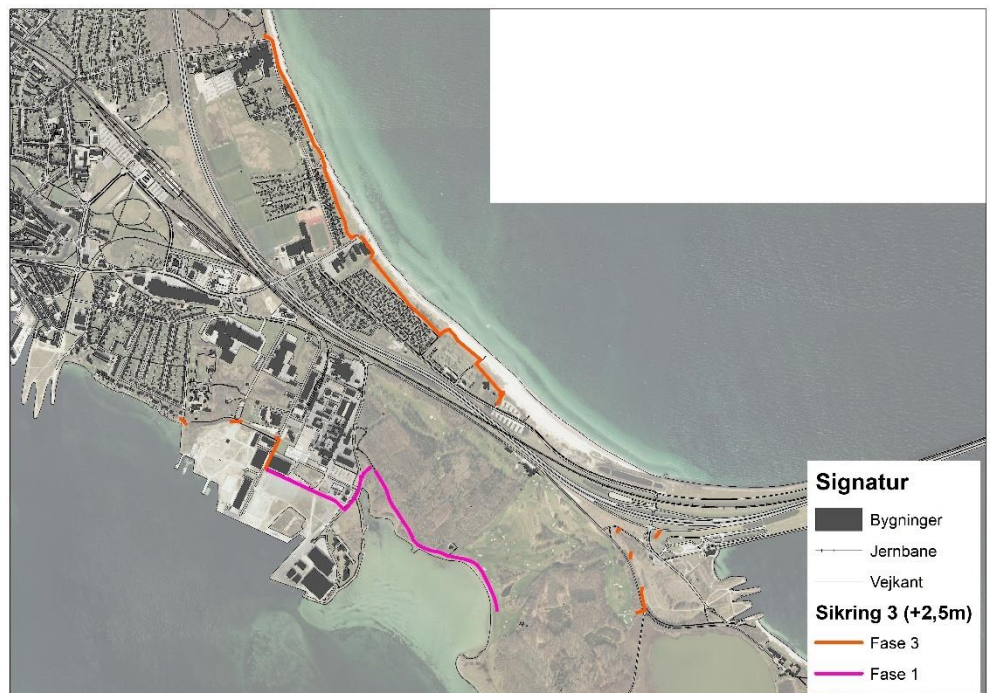 Signatur
Bygninger
Jernbane
Vejkant
Sikring 3 (+2,5m)
Fase 3
Fase 1